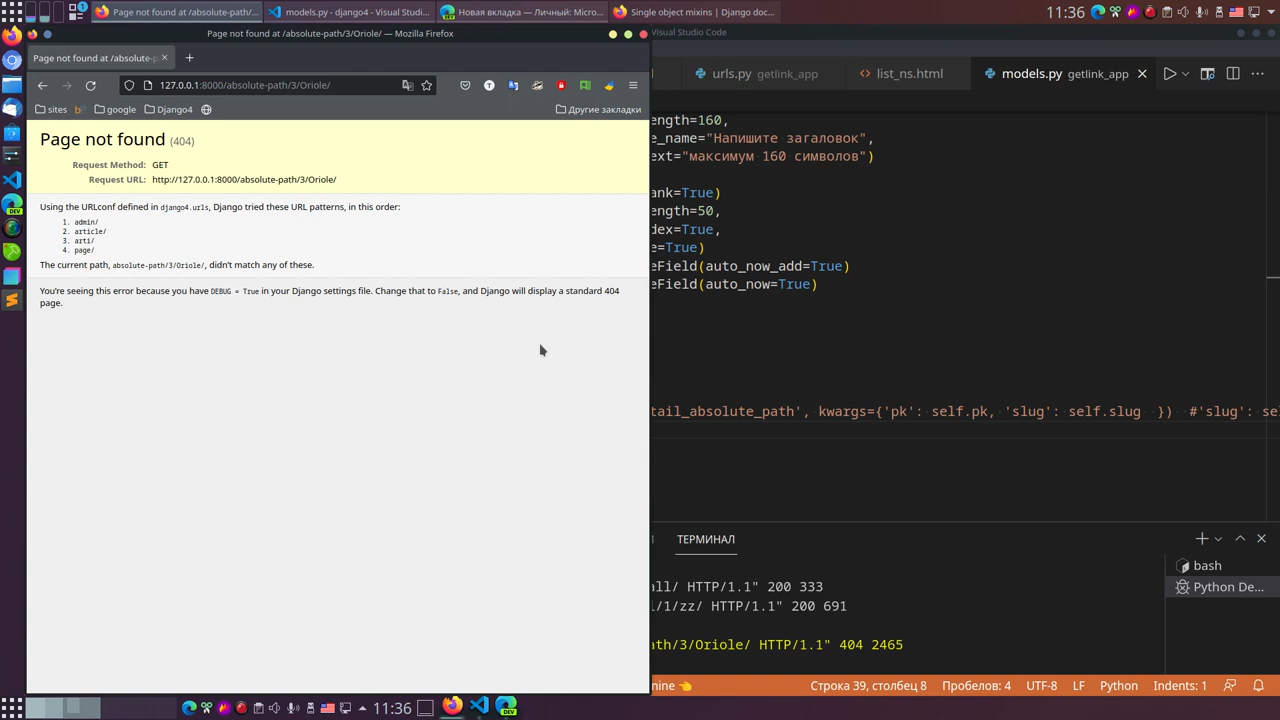 Page not found at /absolute-path/...
models.py - django4 - Visual Studi...
Новая вкладка — Личный: Micro...
Single object mixins | Django doc...
11:36
Page not found at /absolute-path/3/Oriole/ — Mozilla Firefox
Visual Studio Code
Page not found at /absolute-p
urls.py getlink_app
list_ns.html
models.py getlink_app
127.0.0.1:8000/absolute-path/3/Oriole/
sites
google
Django4
Другие закладки
Page not found (404)
Request Method: GET
Request URL: http://127.0.0.1:8000/absolute-path/3/Oriole/
Using the URLconf defined in django4.urls, Django tried these URL patterns, in this order:
1. admin/
2. article/
3. arti/
4. page/
The current path, absolute-path/3/Oriole/, didn’t match any of these.
You’re seeing this error because you have DEBUG = True in your Django settings file. Change that to False, and Django will display a standard 404
page.
ength=160,
e_name="Напишите загаловок",
ext="максимум 160 символов")
ank=True)
ength=50,
dex=True,
e=True)
eField(auto_now_add=True)
eField(auto_now=True)
tail_absolute_path', kwargs={'pk': self.pk, 'slug': self.slug }) #'slug': se
ТЕРМИНАЛ
bash
Python De...
all/ HTTP/1.1" 200 333
l/1/zz/ HTTP/1.1" 200 691
ath/3/Oriole/ HTTP/1.1" 404 2465
nine
Строка 39, столбец 8
Пробелов: 4
UTF-8
LF
Python
Indents: 1
11:36
DEV